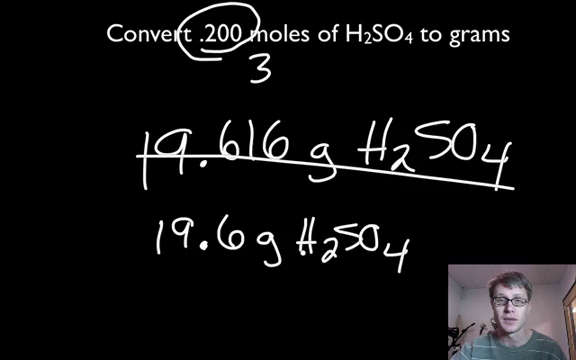 Convert .200 moles of H₂SO₄ to grams
3
19.616 g H₂SO₄
19.6 g H₂SO₄